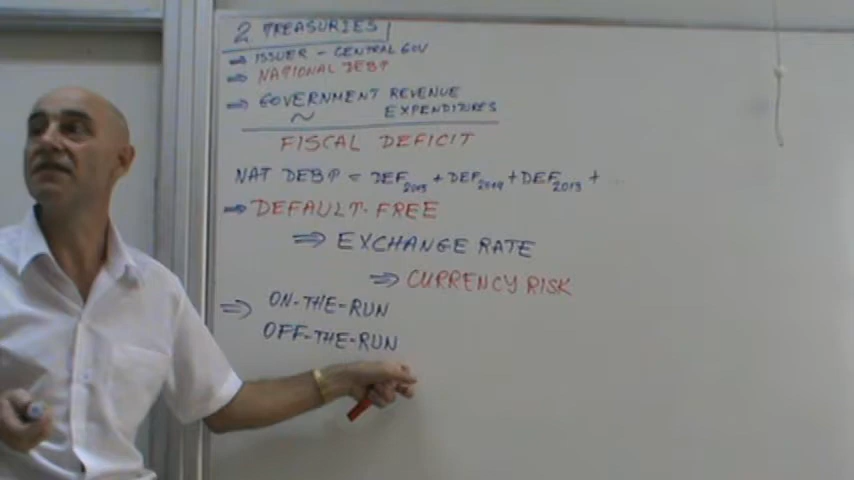 2 TREASURIES
⇒ ISSUER - CENTRAL GOV
⇒ NATIONAL DEBT
⇒ GOVERNMENT REVENUE
~ EXPENDITURES
FISCAL DEFICIT
NAT DEBT = DEF2015 + DEF2014 + DEF2013 +
⇒ DEFAULT-FREE
⇒ EXCHANGE RATE
⇒ CURRENCY RISK
⇒ ON-THE-RUN
OFF-THE-RUN